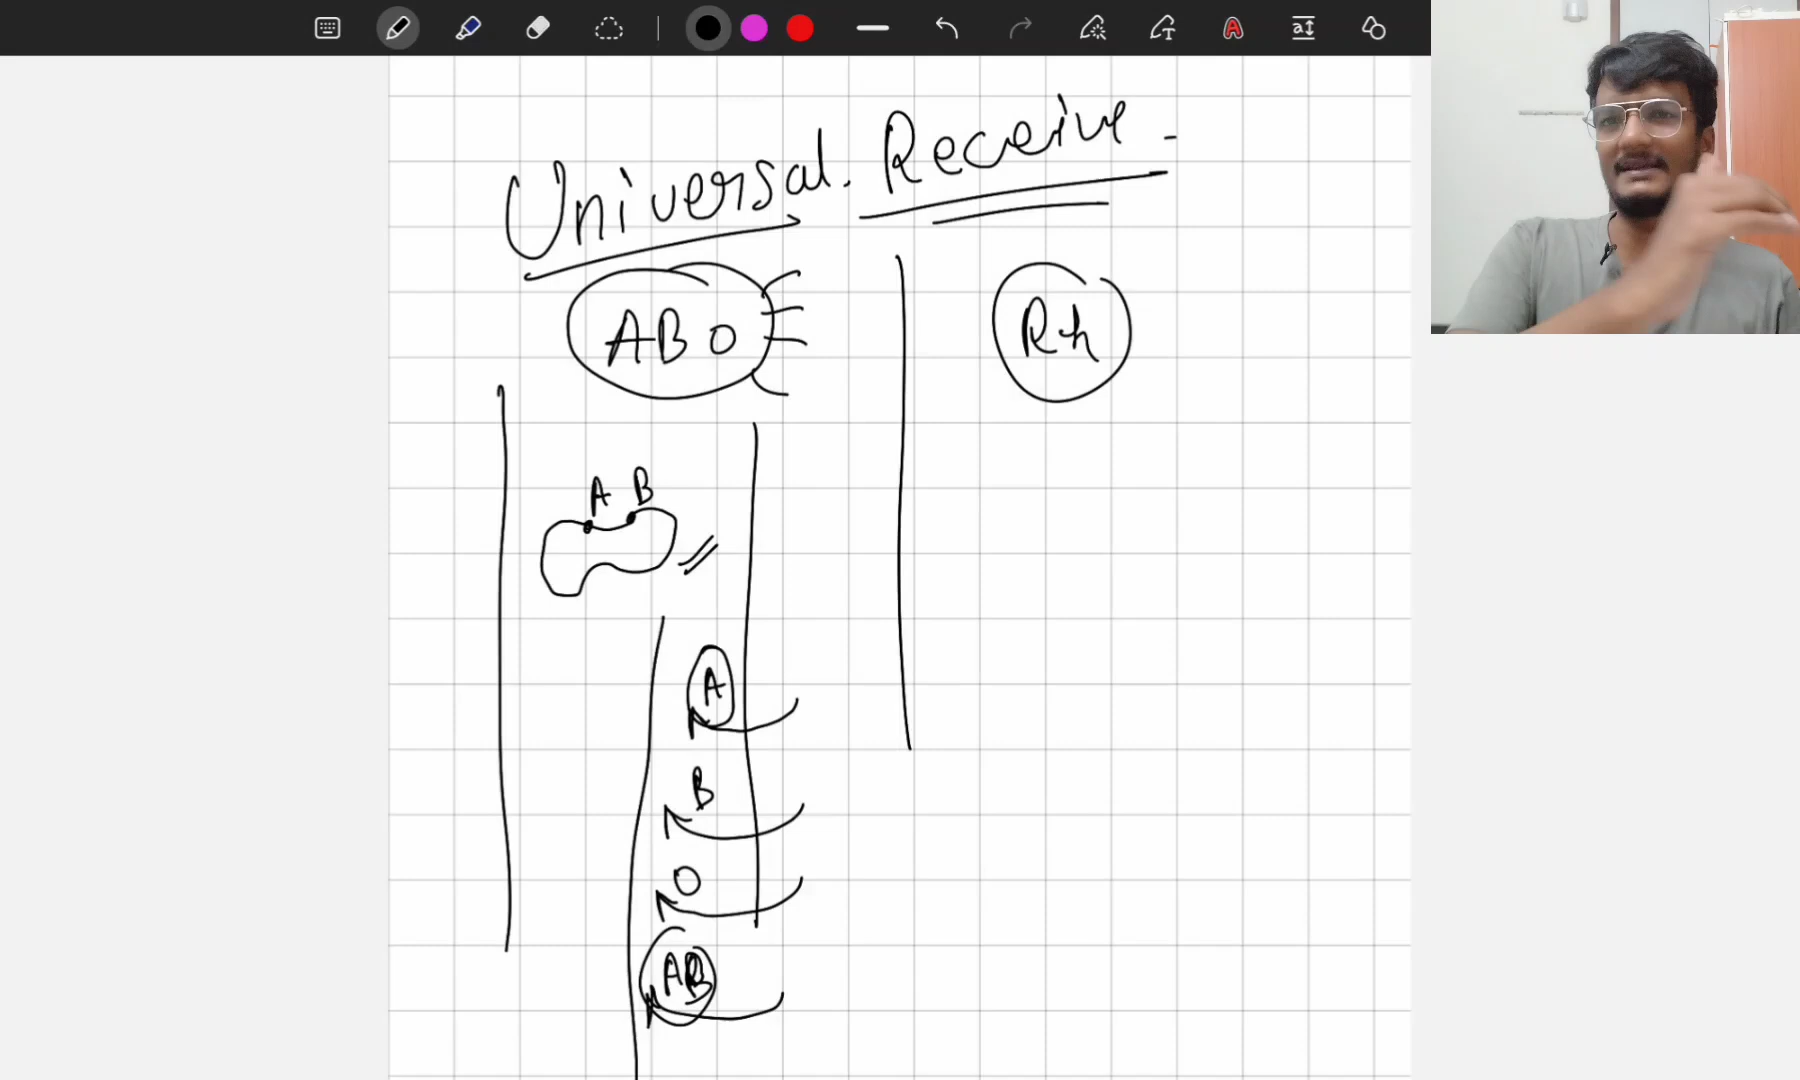 Universal. Receive -
ABO
Rh
A B
A
B
O
AB